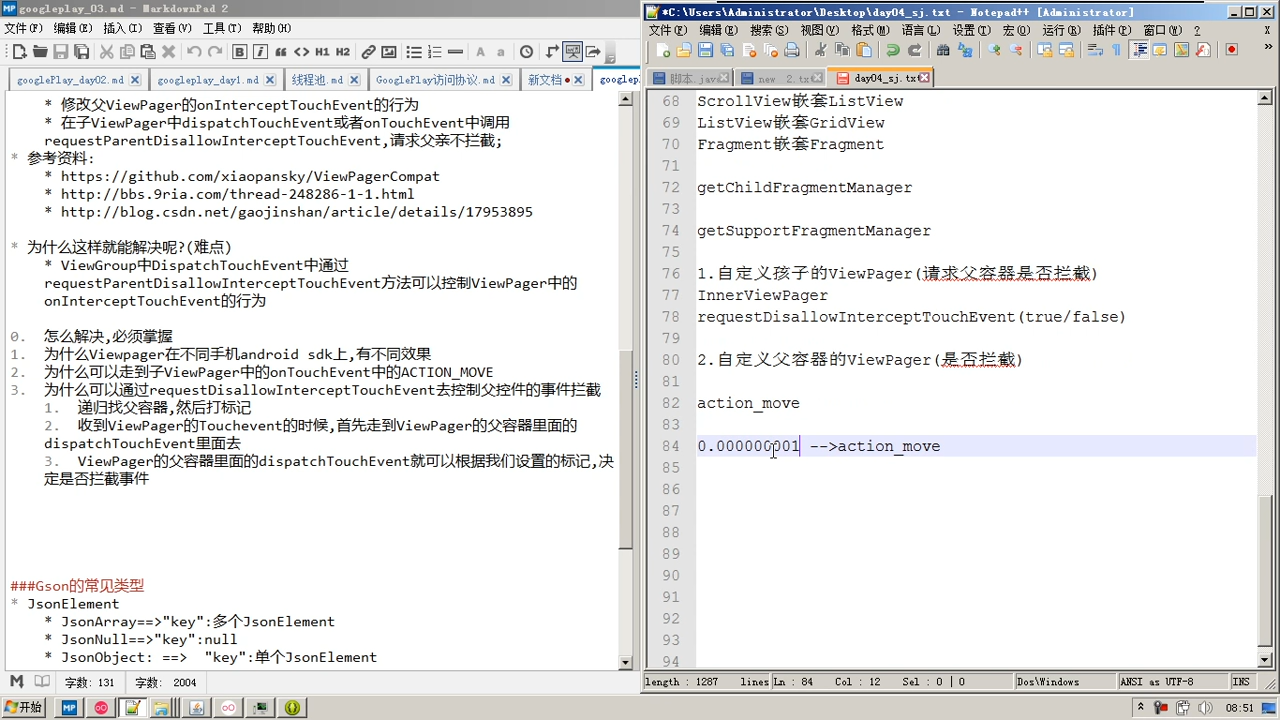 googleplay_03.md - MarkdownPad 2
文件(F) 编辑(E) 插入(I) 查看(V) 工具(T) 帮助(H)
B I “ <> H1 H2 A a
googlePlay_day02.md googleplay_day1.md 线程池.md GooglePlay访问协议.md 新文档 googlep
* 修改父ViewPager的onInterceptTouchEvent的行为
* 在子ViewPager中dispatchTouchEvent或者onTouchEvent中调用
requestParentDisallowInterceptTouchEvent,请求父亲不拦截;
* 参考资料:
* https://github.com/xiaopansky/ViewPagerCompat
* http://bbs.9ria.com/thread-248286-1-1.html
* http://blog.csdn.net/gaojinshan/article/details/17953895
* 为什么这样就能解决呢?(难点)
* ViewGroup中DispatchTouchEvent中通过
requestParentDisallowInterceptTouchEvent方法可以控制ViewPager中的
onInterceptTouchEvent的行为
0. 怎么解决,必须掌握
1. 为什么Viewpager在不同手机android sdk上,有不同效果
2. 为什么可以走到子ViewPager中的onTouchEvent中的ACTION_MOVE
3. 为什么可以通过requestDisallowInterceptTouchEvent去控制父控件的事件拦截
1. 递归找父容器,然后打标记
2. 收到ViewPager的Touchevent的时候,首先走到ViewPager的父容器里面的
dispatchTouchEvent里面去
3. ViewPager的父容器里面的dispatchTouchEvent就可以根据我们设置的标记,决
定是否拦截事件
###Gson的常见类型
* JsonElement
* JsonArray==>"key":多个JsonElement
* JsonNull==>"key":null
* JsonObject: ==> "key":单个JsonElement
字数: 131 字数: 2004
*C:\Users\Administrator\Desktop\day04_sj.txt - Notepad++ [Administrator]
文件(F) 编辑(E) 搜索(S) 视图(V) 格式(M) 语言(L) 设置(T) 宏(O) 运行(R) 插件(P) 窗口(W) ? X
脚本.java new 2.txt day04_sj.txt
68 ScrollView嵌套ListView
69 ListView嵌套GridView
70 Fragment嵌套Fragment
71
72 getChildFragmentManager
73
74 getSupportFragmentManager
75
76 1.自定义孩子的ViewPager(请求父容器是否拦截)
77 InnerViewPager
78 requestDisallowInterceptTouchEvent(true/false)
79
80 2.自定义父容器的ViewPager(是否拦截)
81
82 action_move
83
84 0.000000001 -->action_move
85
86
87
88
89
90
91
92
93
94
length : 1287 lines Ln : 84 Col : 12 Sel : 0 | 0 Dos\Windows ANSI as UTF-8 INS
开始 08:51